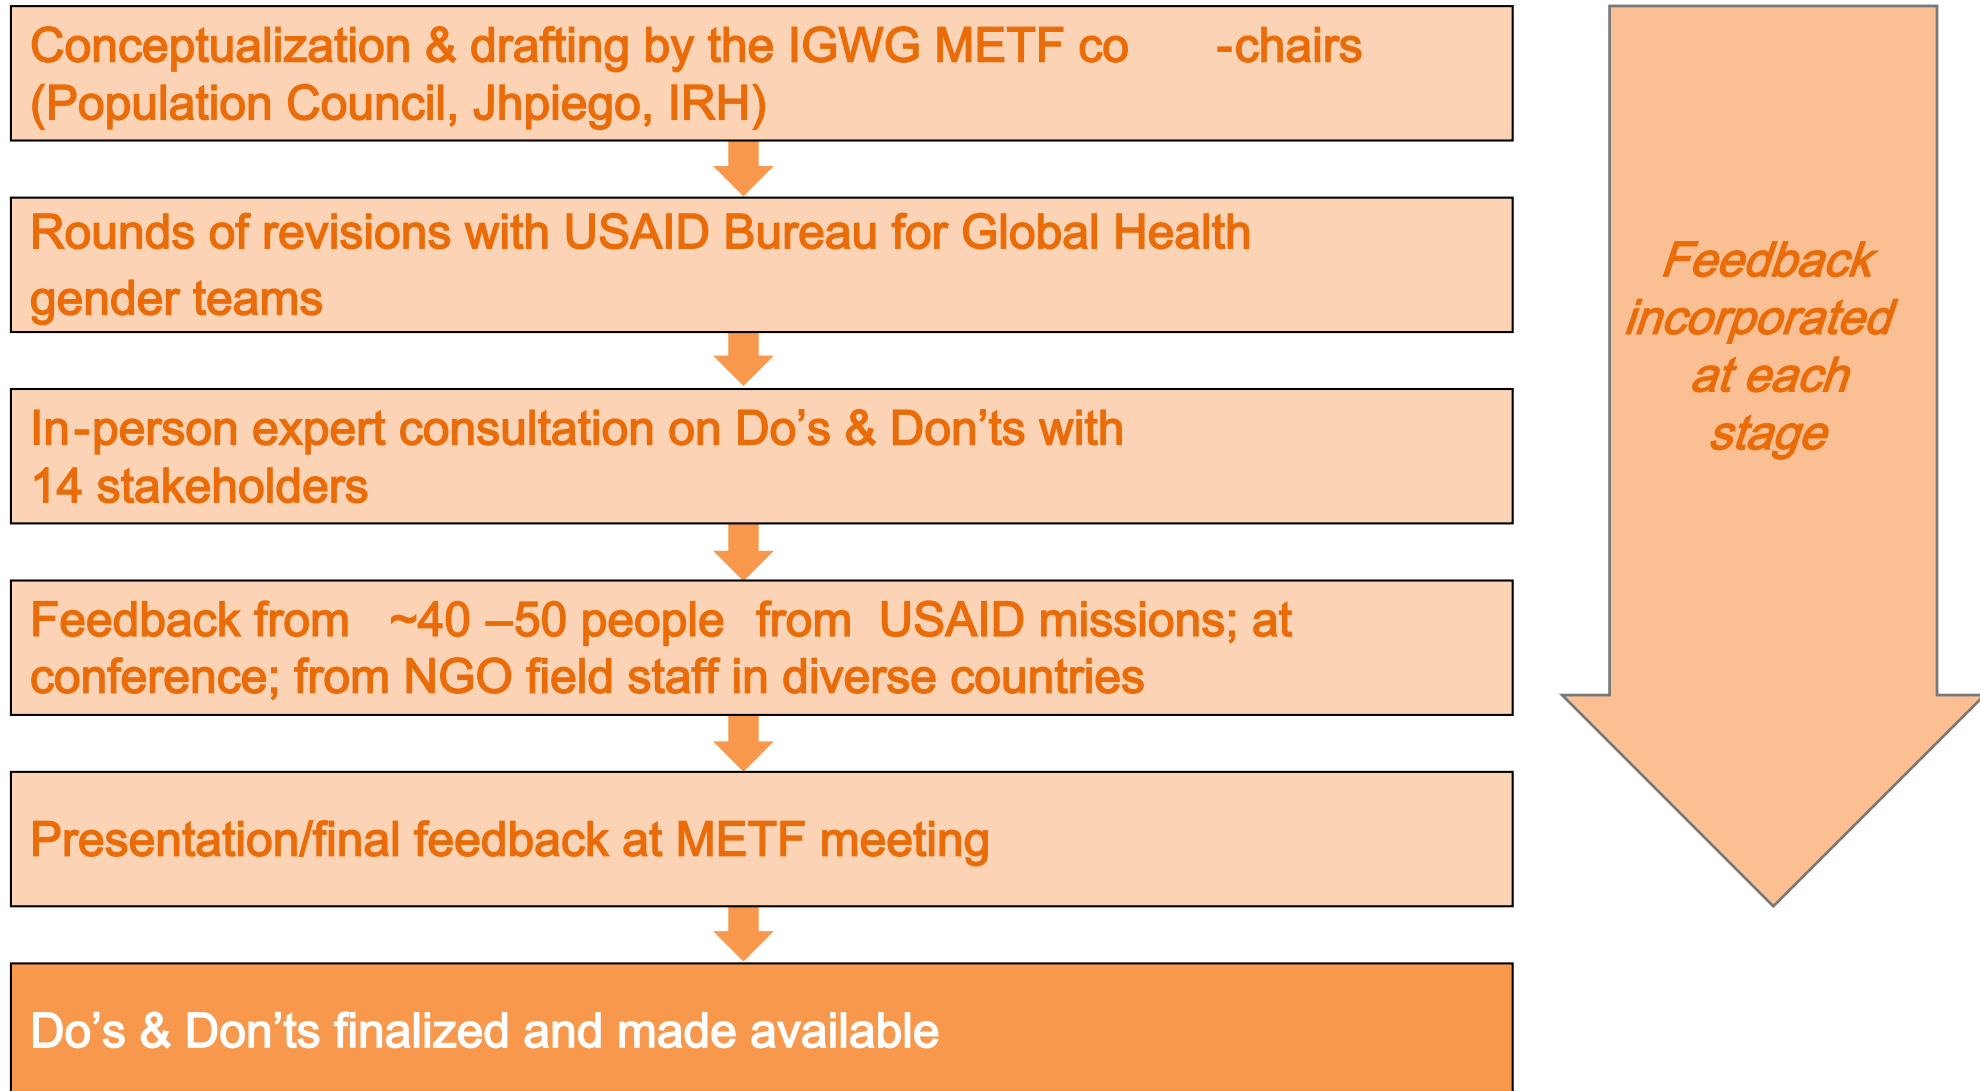 Conceptualization & drafting by the IGWG METF co -chairs
(Population Council, Jhpiego, IRH)
Rounds of revisions with USAID Bureau for Global Health
gender teams
In-person expert consultation on Do’s & Don’ts with
14 stakeholders
Feedback from ~40 –50 people from USAID missions; at
conference; from NGO field staff in diverse countries
Presentation/final feedback at METF meeting
Do’s & Don’ts finalized and made available
Feedback
incorporated
at each
stage